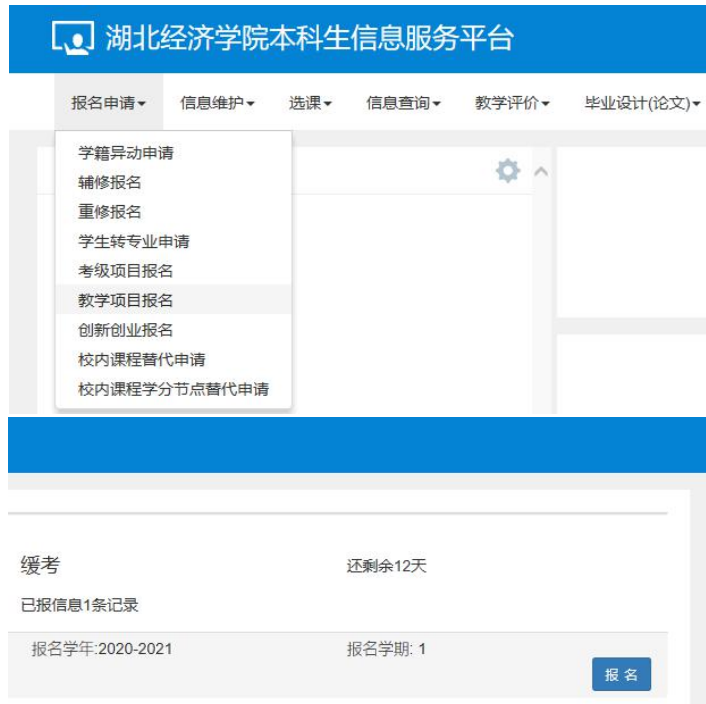 湖北经济学院本科生信息服务平台
报名申请 信息维护 选课 信息查询 教学评价 毕业设计(论文)
学籍异动申请
辅修报名
重修报名
学生转专业申请
考级项目报名
教学项目报名
创新创业报名
校内课程替代申请
校内课程学分节点替代申请
缓考 还剩余12天
已报信息1条记录
报名学年:2020-2021 报名学期: 1
报 名